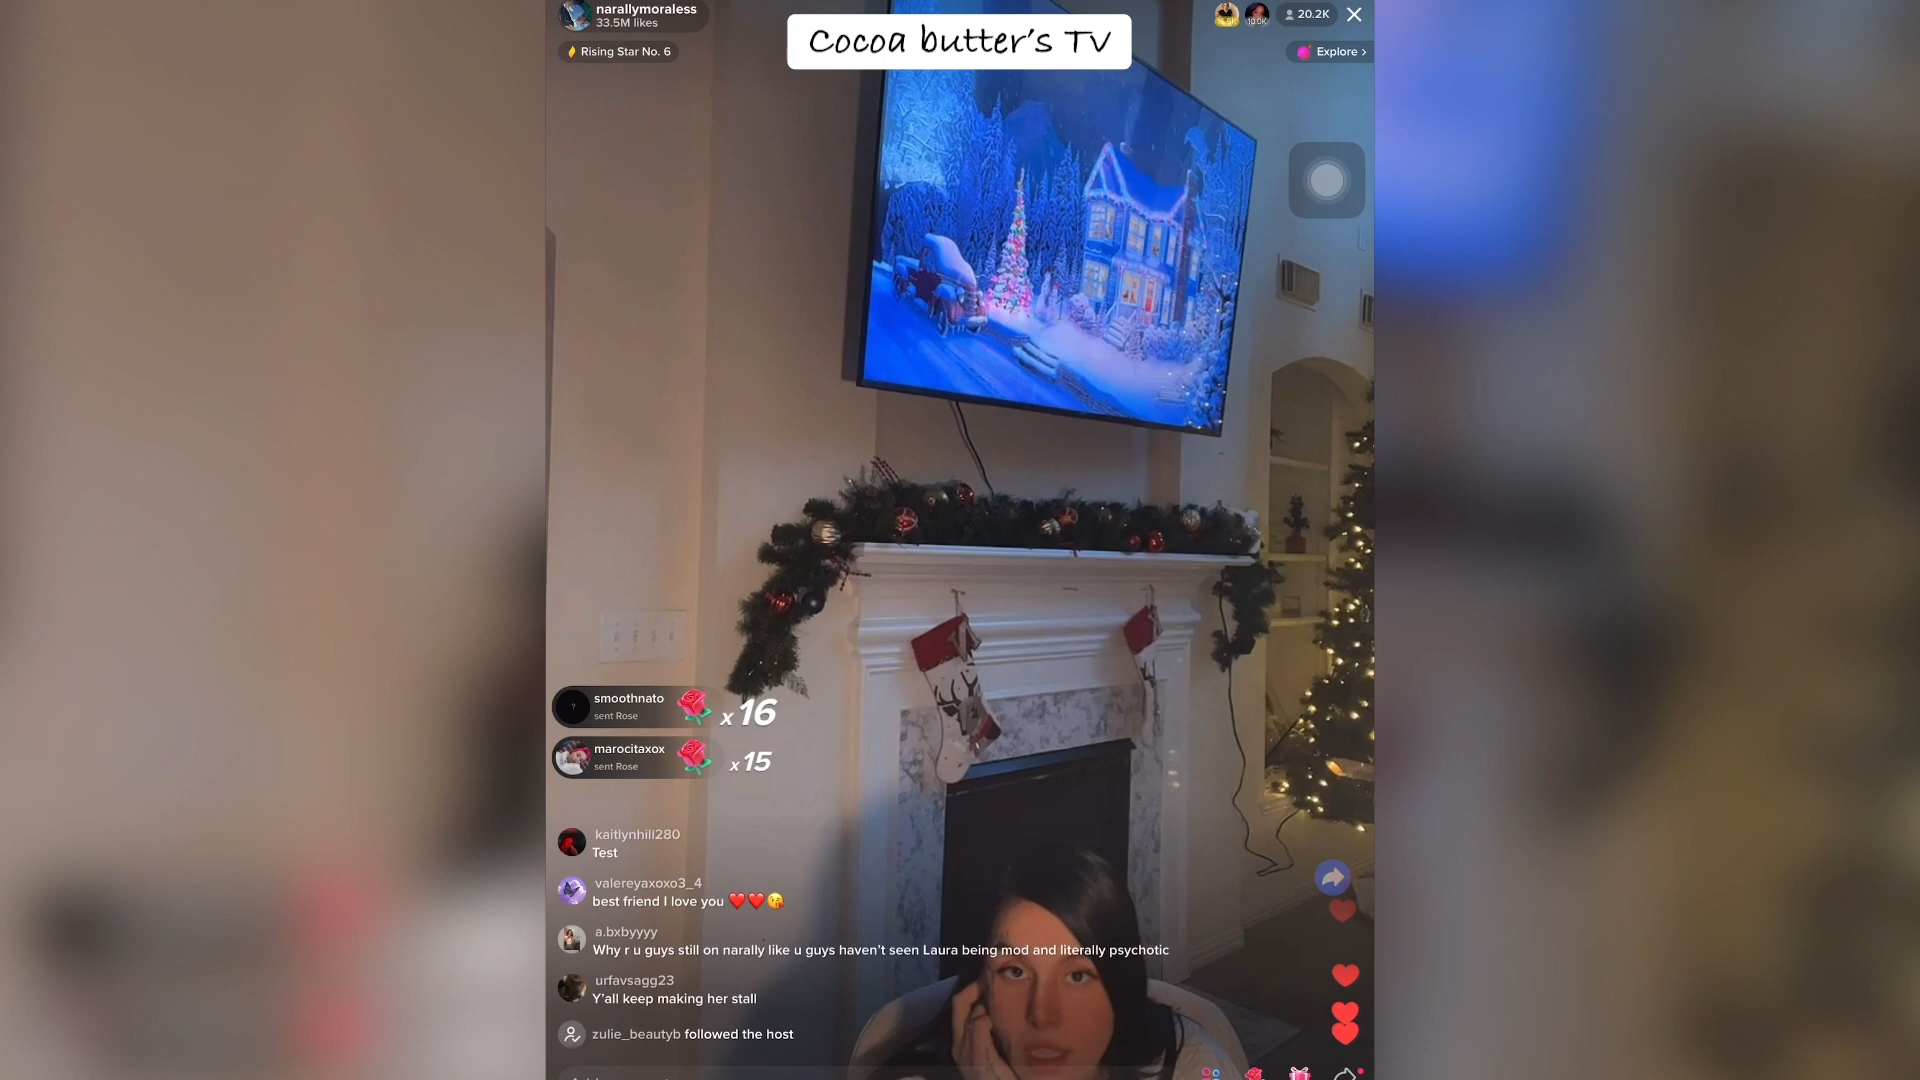 narallymoraless
33.5M likes
20.2K
Cocoa butter's TV
Rising Star No. 6
Explore >
smoothnato
sent Rose
x 16
marocitaxox
sent Rose
x 15
kaitlynhill280
Test
valereyaxoxo3_4
best friend I love you ❤️❤️😘
a.bxbyyyy
Why r u guys still on narally like u guys haven't seen Laura being mod and literally psychotic
urfavsagg23
Y'all keep making her stall
zulie_beautyb followed the host